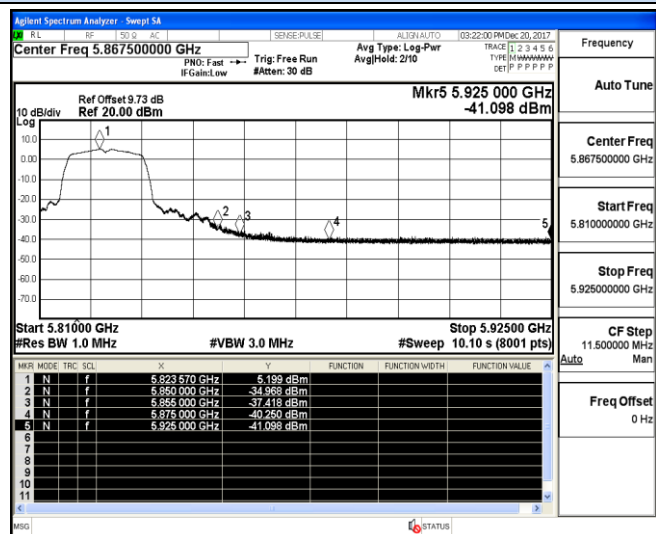 Agilent Spectrum Analyzer - Swept SA
LXI RL RF 50 Ω AC SENSE:PULSE ALIGN AUTO 03:22:00 PM Dec 20, 2017
Center Freq 5.867500000 GHz Avg Type: Log-Pwr TRACE 1 2 3 4 5 6
PNO: Fast Trig: Free Run Avg|Hold: 2/10 TYPE M WWWWW
IFGain:Low #Atten: 30 dB DET P P P P P P
Frequency
Mkr5 5.925 000 GHz
Ref Offset 9.73 dB
10 dB/div Ref 20.00 dBm -41.098 dBm
Log
10.0
0.00
-10.0
-20.0
-30.0
-40.0
-50.0
-60.0
-70.0
1
2
3
4
5
Start 5.81000 GHz Stop 5.92500 GHz
#Res BW 1.0 MHz #VBW 3.0 MHz #Sweep 10.10 s (8001 pts)
MKR MODE TRC SCL X Y FUNCTION FUNCTION WIDTH FUNCTION VALUE
1 N f 5.823 570 GHz 5.199 dBm
2 N f 5.850 000 GHz -34.968 dBm
3 N f 5.855 000 GHz -37.418 dBm
4 N f 5.875 000 GHz -40.250 dBm
5 N f 5.925 000 GHz -41.098 dBm
6
7
8
9
10
11
MSG STATUS
Auto Tune
Center Freq
5.867500000 GHz
Start Freq
5.810000000 GHz
Stop Freq
5.925000000 GHz
CF Step
11.500000 MHz
Auto Man
Freq Offset
0 Hz